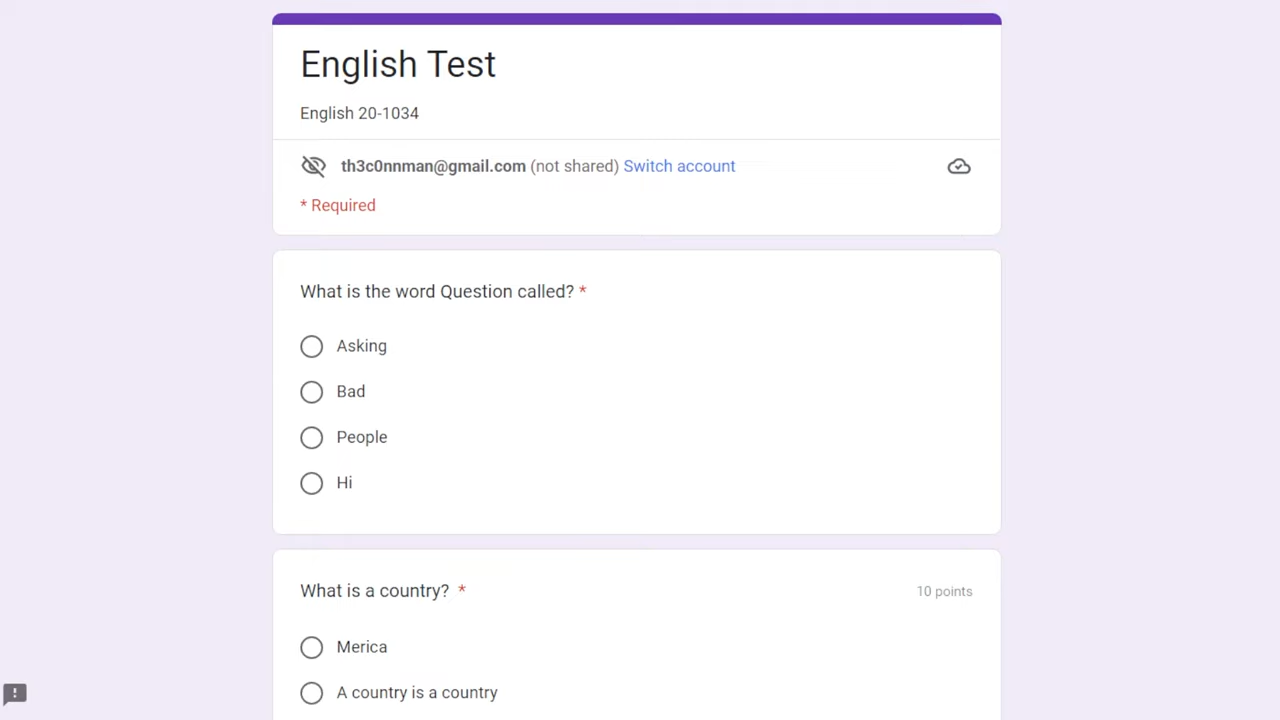 English Test
English 20-1034
th3c0nnman@gmail.com (not shared) Switch account
* Required
What is the word Question called? *
Asking
Bad
People
Hi
What is a country? * 10 points
Merica
A country is a country